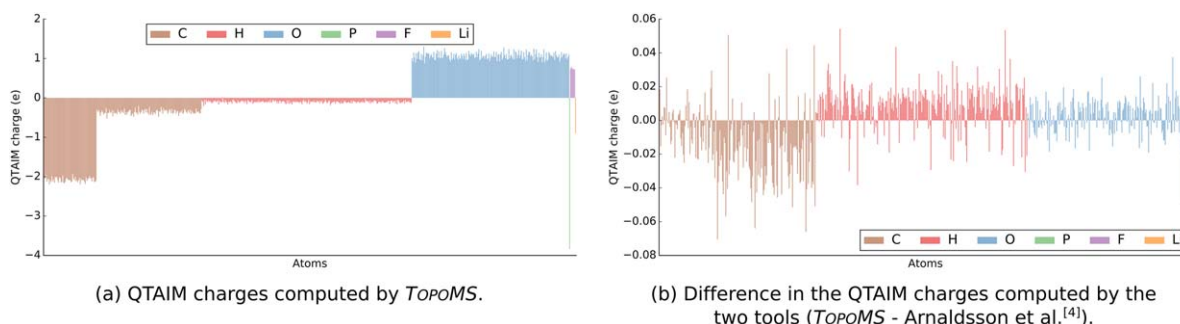 2
1
0
−1
−2
−3
−4
QTAIM charge (e)
C H O P F Li
Atoms
(a) QTAIM charges computed by TOPOMS.
0.06
0.04
0.02
0.00
−0.02
−0.04
−0.06
−0.08
QTAIM charge (e)
C H O P F Li
Atoms
(b) Difference in the QTAIM charges computed by the
two tools (TOPOMS - Arnaldsson et al.[4]).